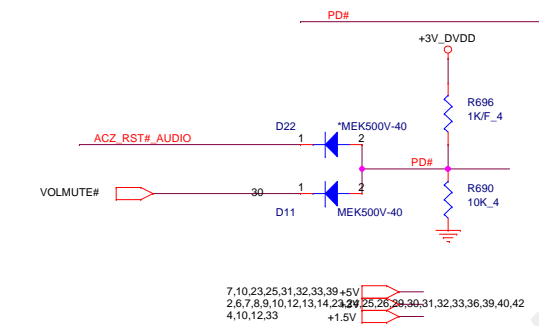 PD#
+3V_DVDD
R696
1K/F_4
D22
*MEK500V-40
ACZ_RST#_AUDIO
1
2
PD#
VOLMUTE#
30
1
2
R690
10K_4
D11
MEK500V-40
7,10,23,25,31,32,33,39
+5V
2,6,7,8,9,10,12,13,14,23,24,25,26,29,30,31,32,33,36,39,40,42
+3V
4,10,12,33
+1.5V